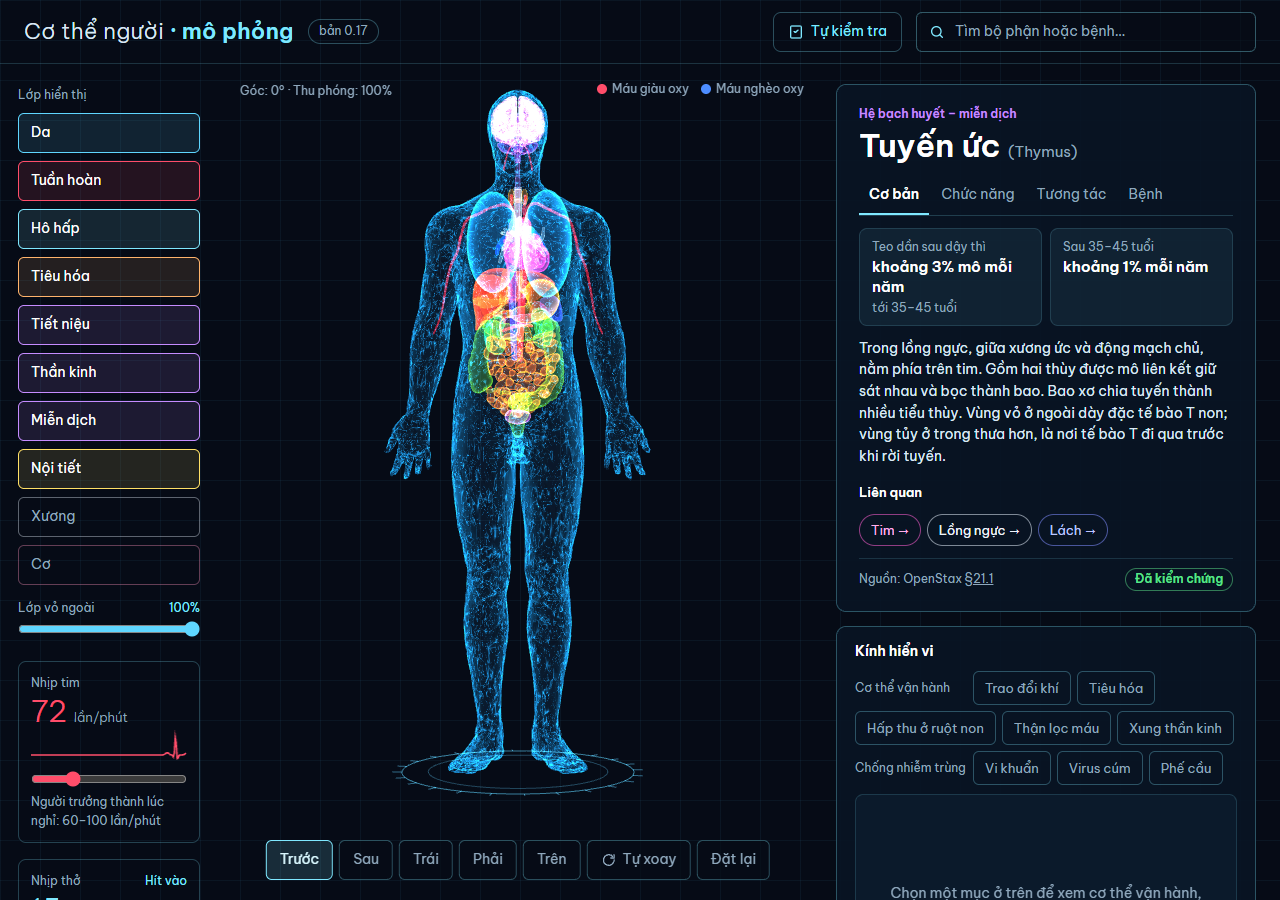 Cơ thể người · mô phỏng
bản 0.17
Tự kiểm tra
Tìm bộ phận hoặc bệnh...
Lớp hiển thị
Da
Tuần hoàn
Hô hấp
Tiêu hóa
Tiết niệu
Thần kinh
Miễn dịch
Nội tiết
Xương
Cơ
Lớp vỏ ngoài 100%
Nhịp tim
72 lần/phút
Người trưởng thành lúc
nghỉ: 60–100 lần/phút
Nhịp thở Hít vào
Góc: 0° · Thu phóng: 100%
Máu giàu oxy Máu nghèo oxy
Trước Sau Trái Phải Trên Tự xoay Đặt lại
Hệ bạch huyết – miễn dịch
Tuyến ức (Thymus)
Cơ bản Chức năng Tương tác Bệnh
Teo dần sau dậy thì
khoảng 3% mô mỗi
năm
tới 35–45 tuổi
Sau 35–45 tuổi
khoảng 1% mỗi năm
Trong lồng ngực, giữa xương ức và động mạch chủ,
nằm phía trên tim. Gồm hai thùy được mô liên kết giữ
sát nhau và bọc thành bao. Bao xơ chia tuyến thành
nhiều tiểu thùy. Vùng vỏ ở ngoài dày đặc tế bào T non;
vùng tủy ở trong thưa hơn, là nơi tế bào T đi qua trước
khi rời tuyến.
Liên quan
Tim → Lồng ngực → Lách →
Nguồn: OpenStax §21.1 Đã kiểm chứng
Kính hiển vi
Cơ thể vận hành Trao đổi khí Tiêu hóa
Hấp thu ở ruột non Thận lọc máu Xung thần kinh
Chống nhiễm trùng Vi khuẩn Virus cúm Phế cầu
Chọn một mục ở trên để xem cơ thể vận hành,